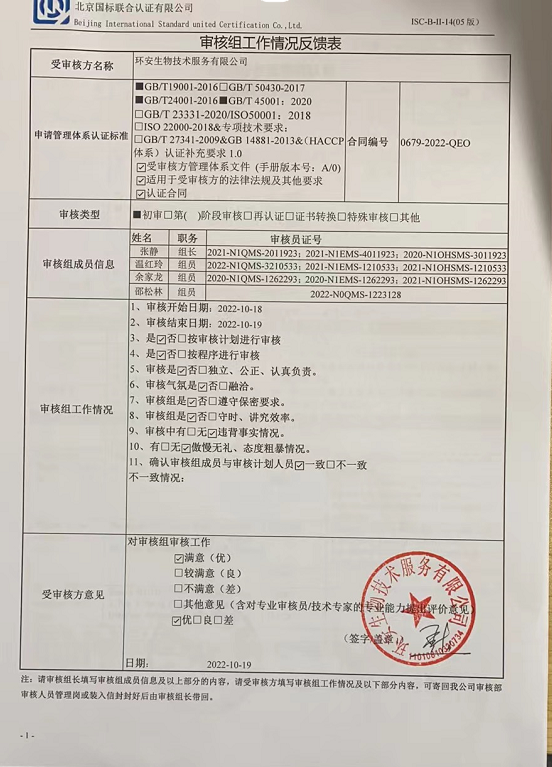 北京国标联合认证有限公司
Beijing International Standard united Certification Co.,Ltd.
ISC-B-II-14(05版)
审核组工作情况反馈表
受审核方名称 环安生物技术服务有限公司
申请管理体系认证标准
■GB/T19001-2016□GB/T 50430-2017
■GB/T24001-2016■GB/T 45001：2020
□GB/T 23331-2020/ISO50001：2018
□ISO 22000-2018&专项技术要求：
□GB/T 27341-2009&GB 14881-2013&（HACCP
体系）认证补充要求 1.0
☑受审核方管理体系文件（手册版本号：A/0）
☑适用于受审核方的法律法规及其他要求
☑认证合同
合同编号 0679-2022-QEO
审核类型 ■初审□第( )阶段审核□再认证□证书转换□特殊审核□其他
审核组成员信息
姓名 职务 审核员证号
张静 组长 2021-N1QMS-2011923；2021-N1EMS-4011923；2020-N1OHSMS-3011923
温红玲 组员 2022-N1QMS-3210533；2021-N1EMS-1210533；2021-N1OHSMS-1210533
余家龙 组员 2020-N1QMS-1262293；2020-N1EMS-1262293；2021-N1OHSMS-1262293
邵松林 组员 2022-N0QMS-1223128
审核组工作情况
1、审核开始日期：2022-10-18
2、审核结束日期：2022-10-19
3、是☑否□按审核计划进行审核
4、是☑否□按程序进行审核
5、审核是☑否□独立、公正、认真负责。
6、审核气氛是☑否□融洽。
7、审核组是☑否□遵守保密要求。
8、审核组是☑否□守时、讲究效率。
9、审核中有□无☑违背事实情况。
10、有□无☑傲慢无礼、态度粗暴情况。
11、确认审核组成员与审核计划人员☑一致□不一致
不一致情况：
受审核方意见
对审核组审核工作
☑满意（优）
□较满意（良）
□不满意（差）
□其他意见（含对专业审核员/技术专家的专业能力提出评价意见）
☑优□良□差
（签字/盖章）
日期： 2022-10-19
注：请审核组长填写审核组成员信息及以上部分的内容，请受审核方填写审核组工作情况及以下部分内容，可寄回我公司审核部
审核人员管理岗或装入信封封好后由审核组长带回。
-1-